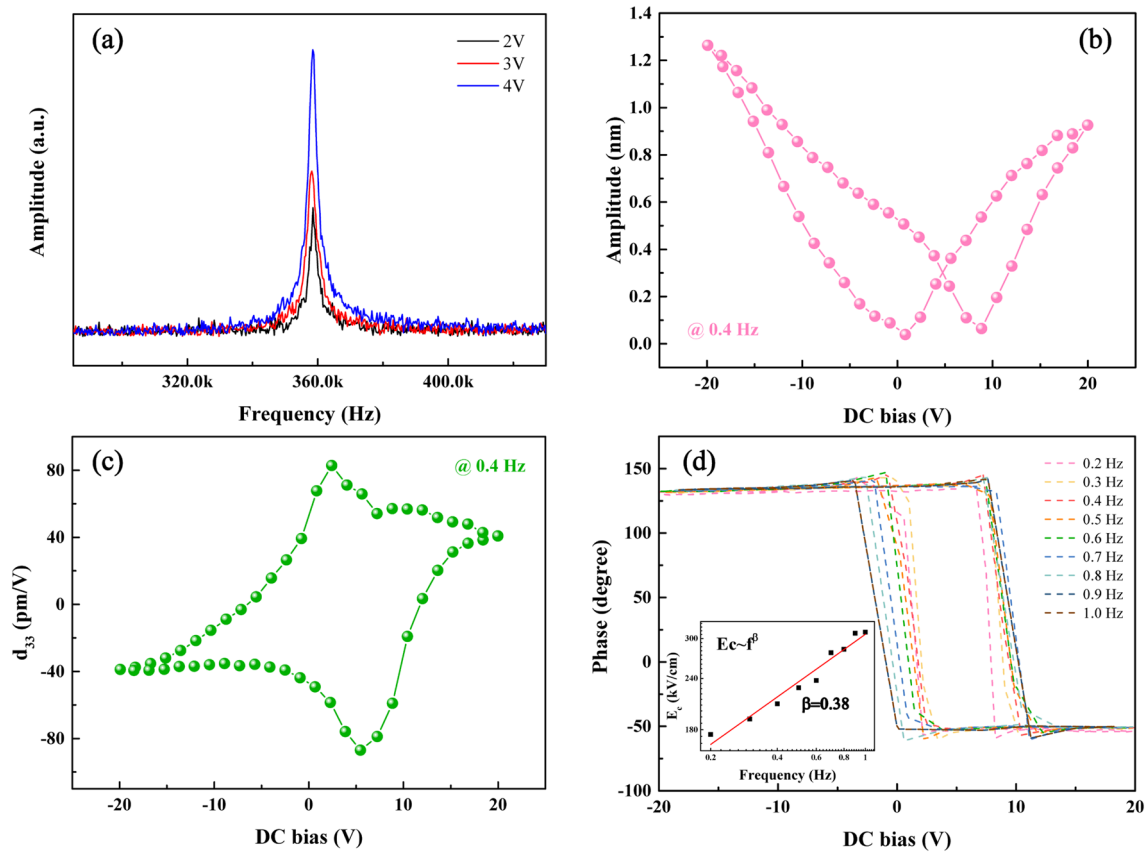 (a)
2V
3V
4V
Amplitude (a.u.)
320.0k 360.0k 400.0k
Frequency (Hz)
(b)
1.4
1.2
1.0
0.8
0.6
0.4
0.2
0.0
Amplitude (nm)
@ 0.4 Hz
-20 -10 0 10 20
DC bias (V)
(c)
@ 0.4 Hz
80
40
0
-40
-80
d33 (pm/V)
-20 -10 0 10 20
DC bias (V)
(d)
150
100
50
0
-50
-100
Phase (degree)
0.2 Hz
0.3 Hz
0.4 Hz
0.5 Hz
0.6 Hz
0.7 Hz
0.8 Hz
0.9 Hz
1.0 Hz
Ec~f^β
β=0.38
300
240
180
Ec (kV/cm)
0.2 0.4 0.6 0.8 1
Frequency (Hz)
-20 -10 0 10 20
DC bias (V)